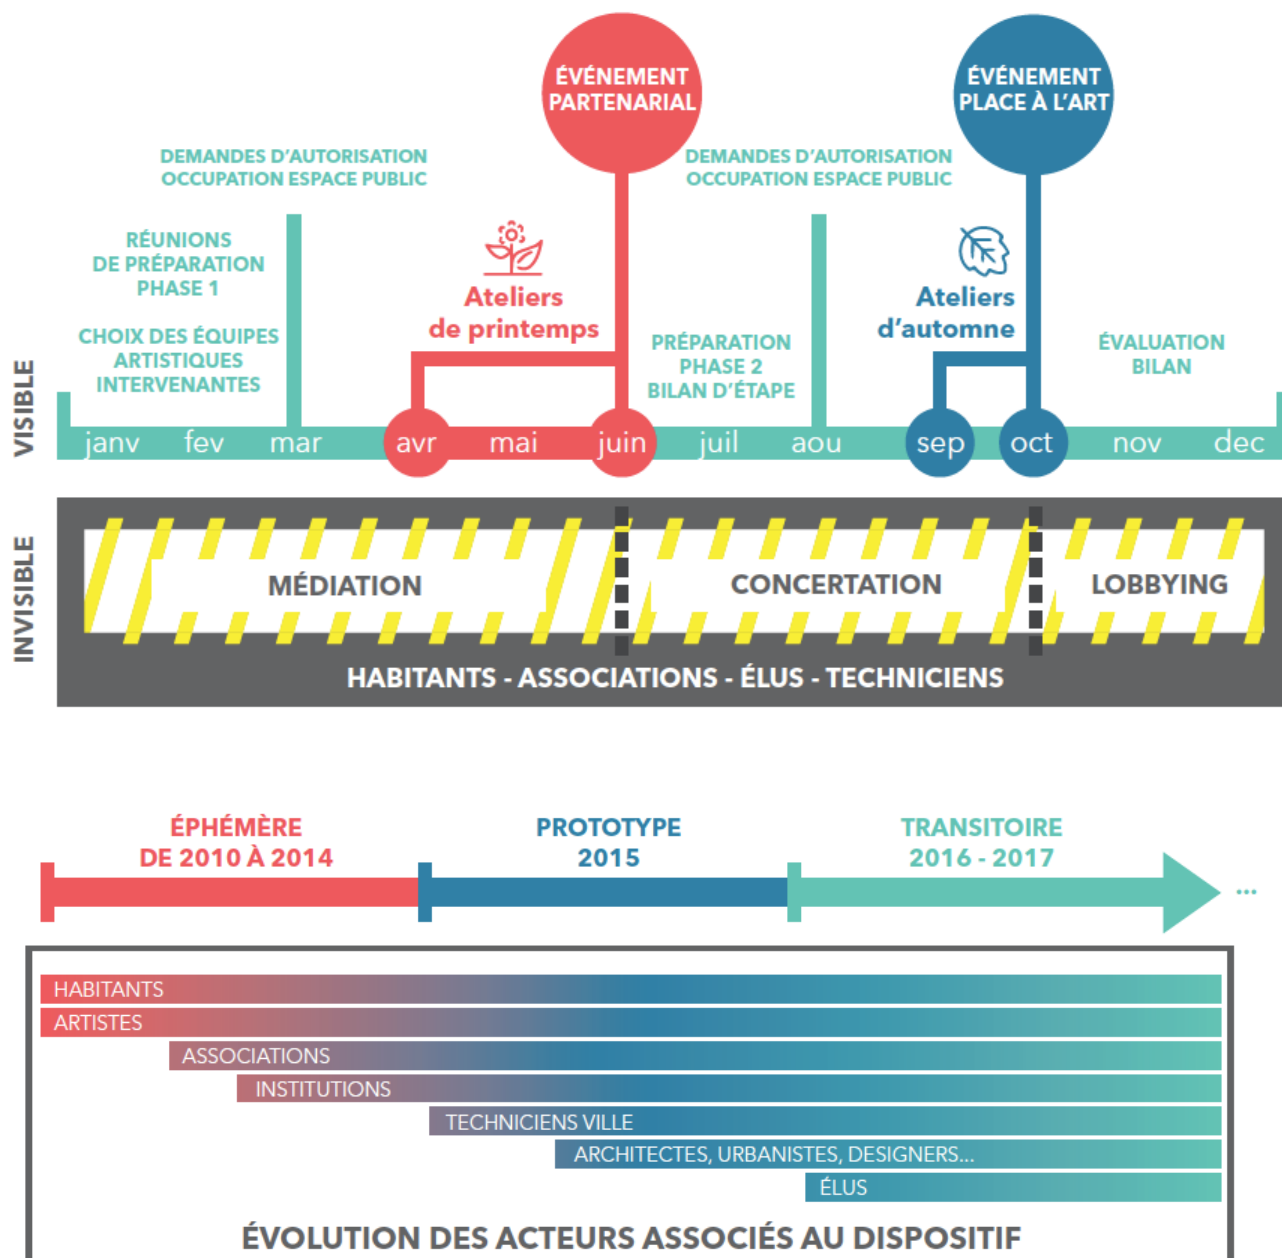 ÉVÉNEMENT
PARTENARIAL
ÉVÉNEMENT
PLACE À L'ART
DEMANDES D'AUTORISATION
OCCUPATION ESPACE PUBLIC
DEMANDES D'AUTORISATION
OCCUPATION ESPACE PUBLIC
RÉUNIONS
DE PRÉPARATION
PHASE 1
CHOIX DES ÉQUIPES
ARTISTIQUES
INTERVENANTES
Ateliers
de printemps
PRÉPARATION
PHASE 2
BILAN D'ÉTAPE
Ateliers
d'automne
ÉVALUATION
BILAN
VISIBLE
janv fev mar avr mai juin juil aou sep oct nov dec
INVISIBLE
MÉDIATION
CONCERTATION
LOBBYING
HABITANTS - ASSOCIATIONS - ÉLUS - TECHNICIENS
ÉPHÉMÈRE
DE 2010 À 2014
PROTOTYPE
2015
TRANSITOIRE
2016 - 2017
...
HABITANTS
ARTISTES
ASSOCIATIONS
INSTITUTIONS
TECHNICIENS VILLE
ARCHITECTES, URBANISTES, DESIGNERS...
ÉLUS
ÉVOLUTION DES ACTEURS ASSOCIÉS AU DISPOSITIF